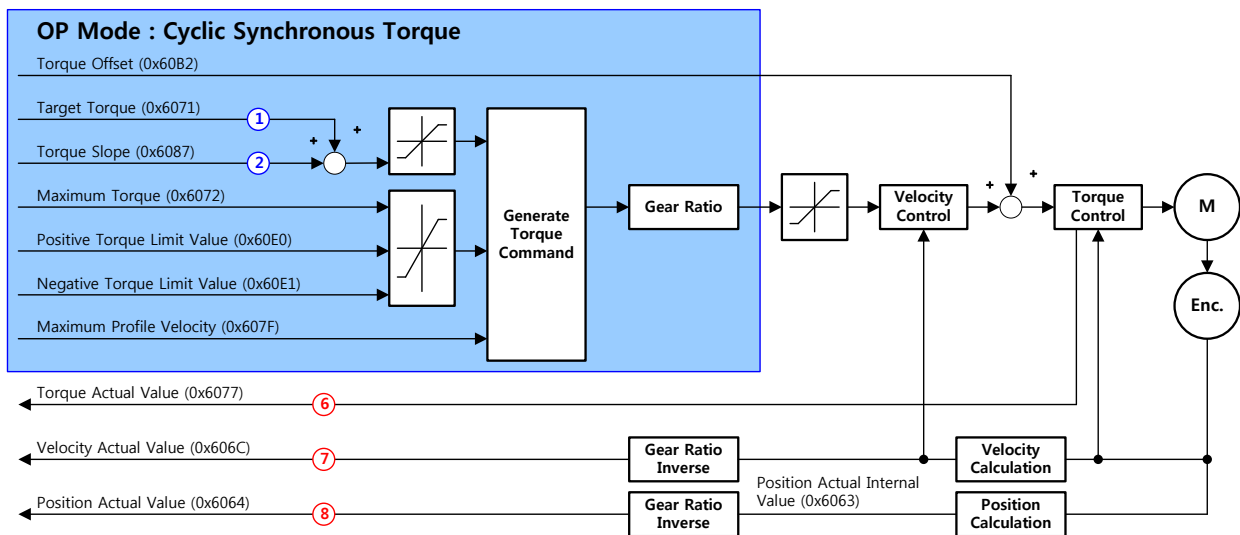 OP Mode : Cyclic Synchronous Torque
Torque Offset (0x60B2)
Target Torque (0x6071)
1
+
+
Torque Slope (0x6087)
2
Maximum Torque (0x6072)
Positive Torque Limit Value (0x60E0)
Negative Torque Limit Value (0x60E1)
Maximum Profile Velocity (0x607F)
Generate
Torque
Command
Gear Ratio
Velocity
Control
+
+
Torque
Control
M
Enc.
Torque Actual Value (0x6077)
6
Velocity Actual Value (0x606C)
7
Gear Ratio
Inverse
Velocity
Calculation
Position Actual Value (0x6064)
8
Gear Ratio
Inverse
Position Actual Internal
Value (0x6063)
Position
Calculation